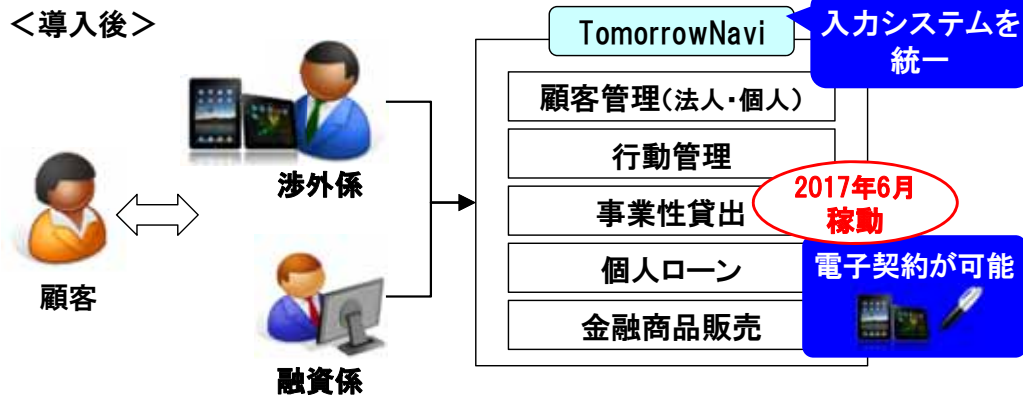 ＜導入後＞
TomorrowNavi
入力システムを
統一
顧客管理(法人・個人)
行動管理
事業性貸出
2017年6月
稼動
個人ローン
金融商品販売
電子契約が可能
渉外係
顧客
融資係